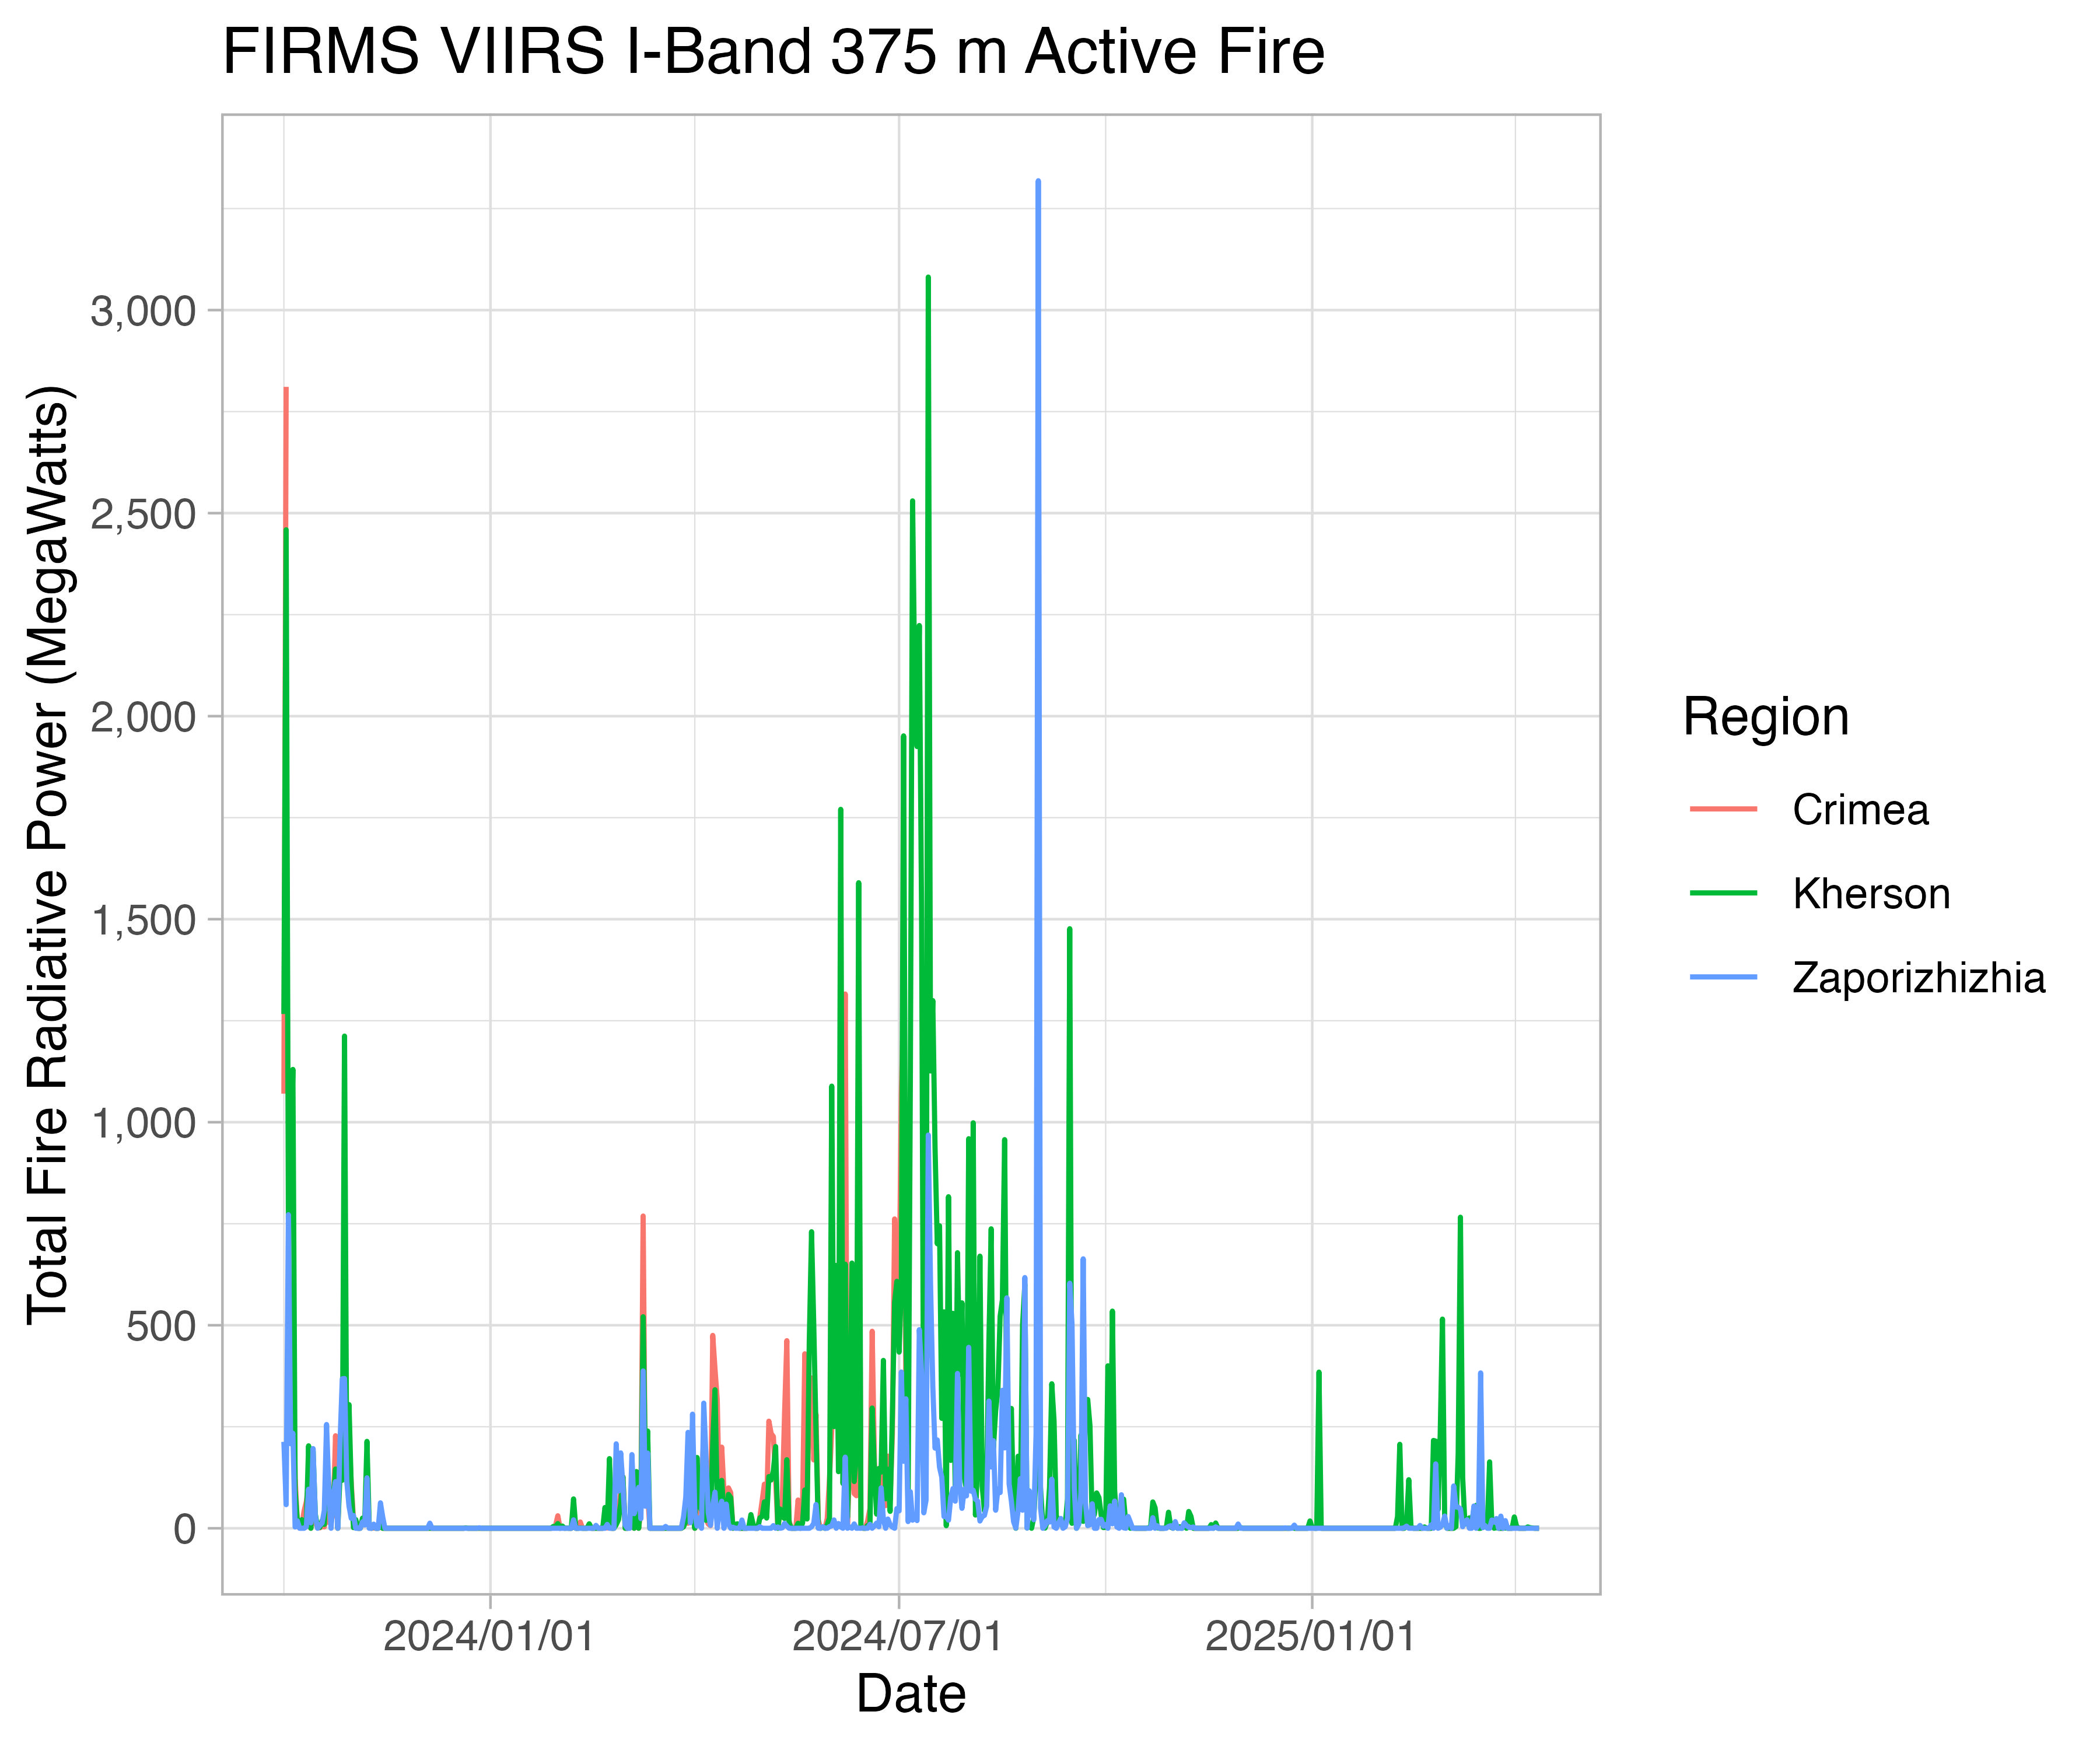 FIRMS VIIRS I-Band 375 m Active Fire
Total Fire Radiative Power (MegaWatts)
3,000
2,500
2,000
1,500
1,000
500
0
2024/01/01
2024/07/01
2025/01/01
Date
Region
Crimea
Kherson
Zaporizhizhia